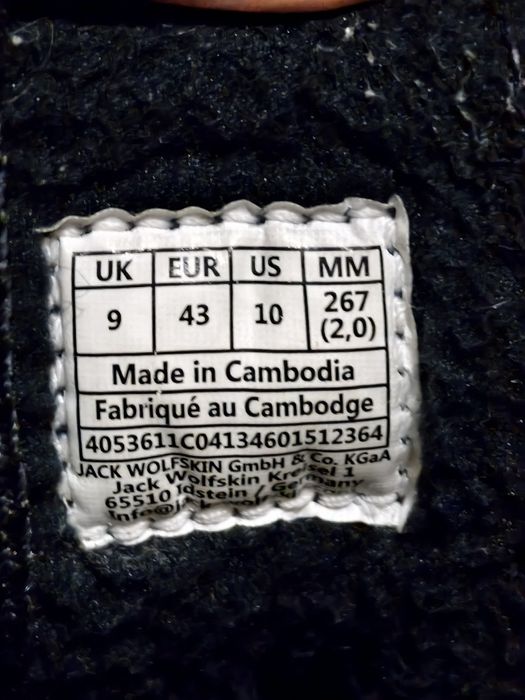 UK EUR US MM
9 43 10 267 (2,0)
Made in Cambodia
Fabriqué au Cambodge
4053611C04134601512364
JACK WOLFSKIN GmbH & Co. KGaA
Jack Wolfskin Kreisel 1
65510 Idstein / Germany